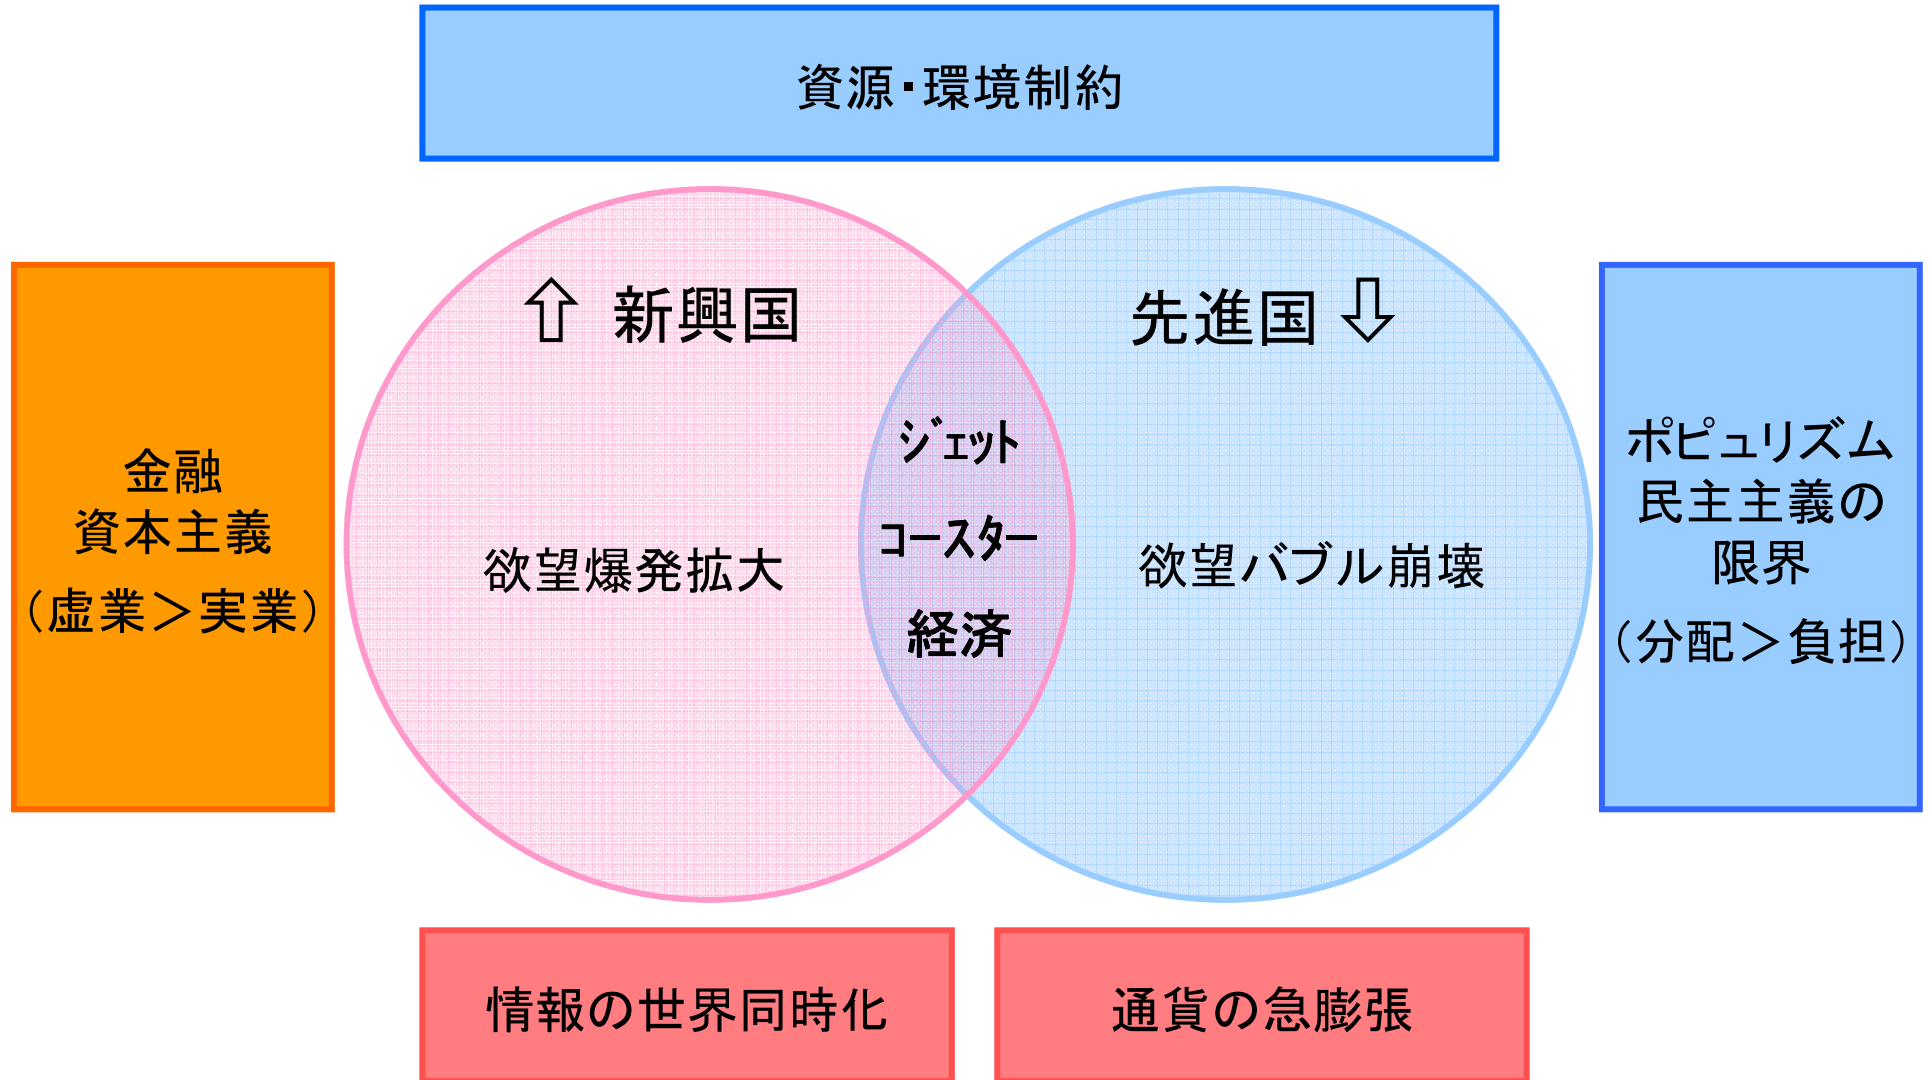 資源・環境制約
⇧ 新興国
先進国 ⇩
金融
資本主義
（虚業＞実業）
欲望爆発拡大
ｼﾞｪｯﾄ
ｺｰｽﾀｰ
経済
欲望バブル崩壊
ポピュリズム
民主主義の
限界
（分配＞負担）
情報の世界同時化
通貨の急膨張